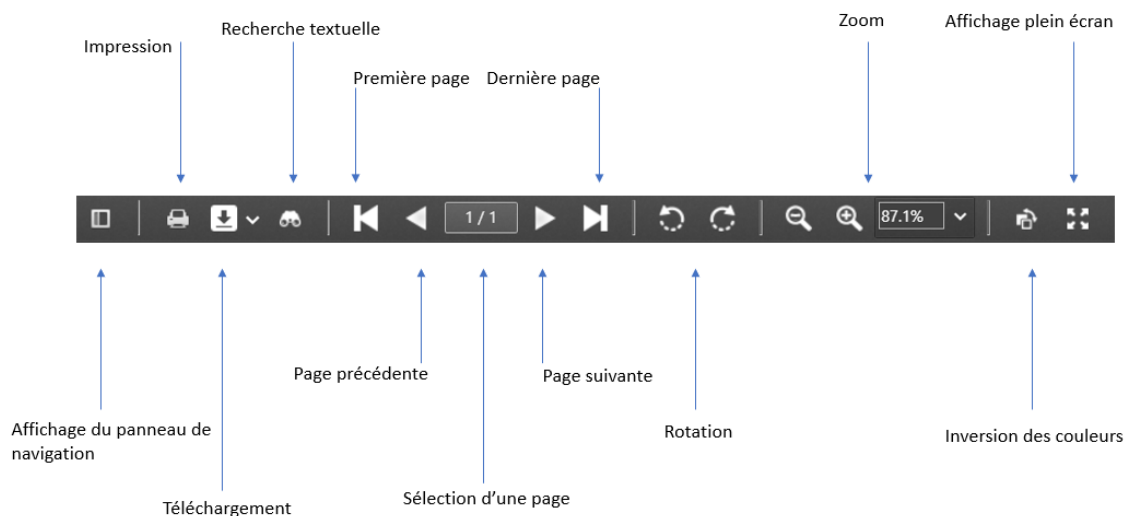 Impression
Recherche textuelle
Première page
Dernière page
Zoom
Affichage plein écran
1 / 1
87.1%
Affichage du panneau de
navigation
Téléchargement
Page précédente
Sélection d’une page
Page suivante
Rotation
Inversion des couleurs